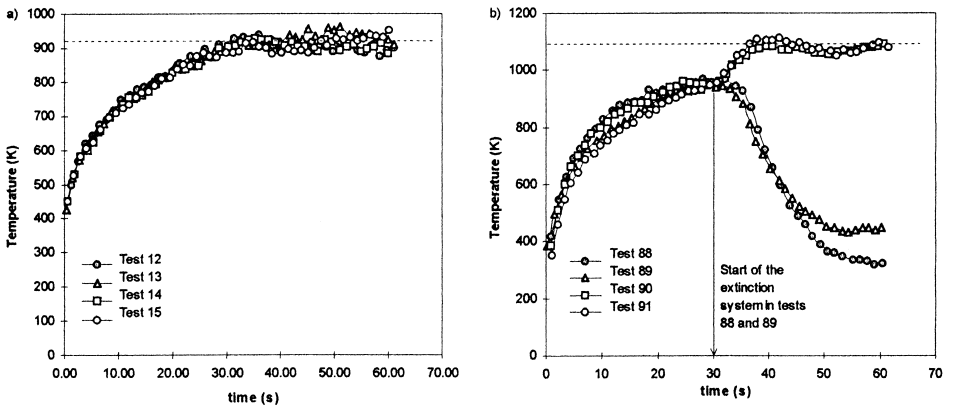 a)
1000
900
800
700
600
500
400
300
200
100
0
Temperature (K)
Test 12
Test 13
Test 14
Test 15
0.00 10.00 20.00 30.00 40.00 50.00 60.00 70.00
time (s)
b)
1200
1000
800
600
400
200
0
Temperature (K)
Test 88
Test 89
Test 90
Test 91
Start of the
extinction
system in tests
88 and 89
0 10 20 30 40 50 60 70
time (s)